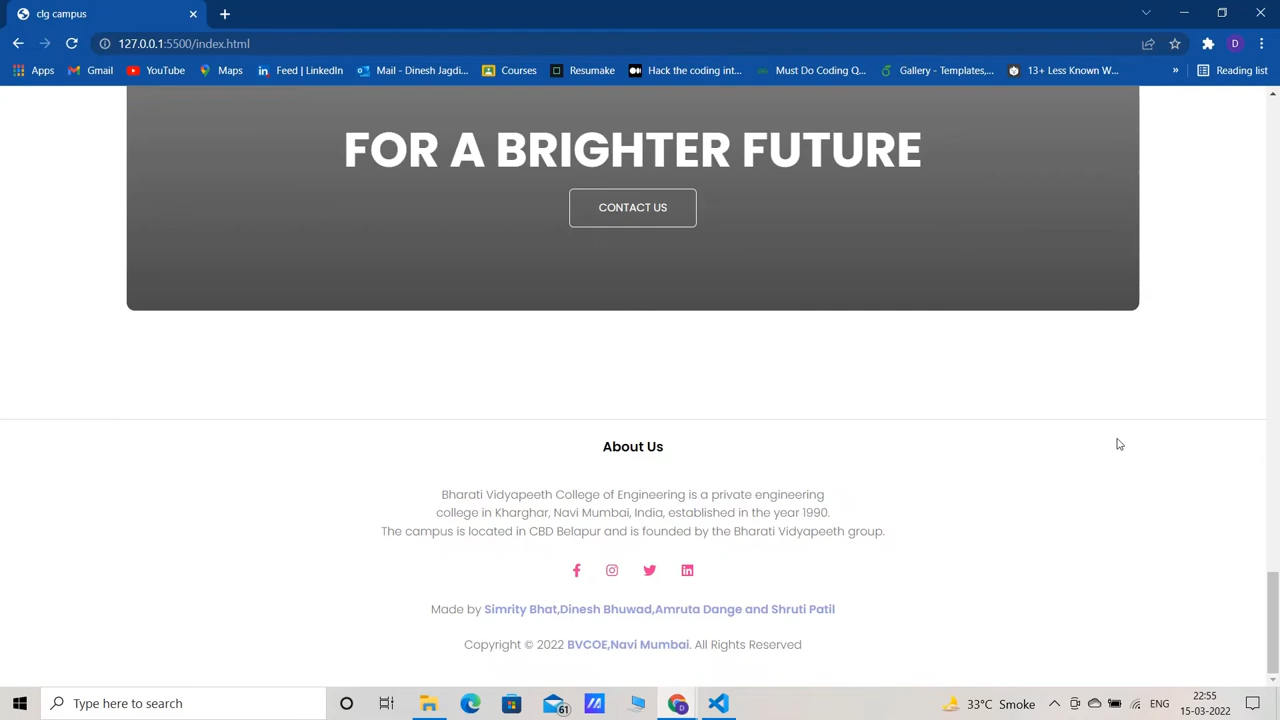 clg campus
127.0.0.1:5500/index.html
D
Apps
Gmail
YouTube
Maps
Feed | LinkedIn
Mail - Dinesh Jagdi...
Courses
Resumake
Hack the coding int...
Must Do Coding Q...
Gallery - Templates,...
13+ Less Known W...
»
Reading list
FOR A BRIGHTER FUTURE
CONTACT US
About Us
Bharati Vidyapeeth College of Engineering is a private engineering
college in Kharghar, Navi Mumbai, India, established in the year 1990.
The campus is located in CBD Belapur and is founded by the Bharati Vidyapeeth group.
Made by Simrity Bhat,Dinesh Bhuwad,Amruta Dange and Shruti Patil
Copyright © 2022 BVCOE,Navi Mumbai. All Rights Reserved
Type here to search
61
D
33°C Smoke
22:55
15-03-2022